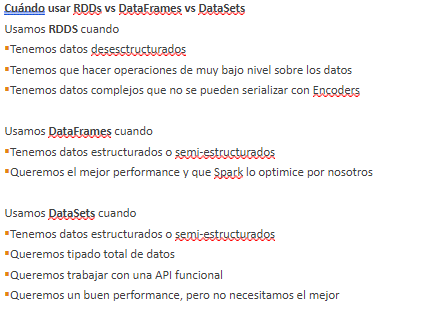 Cuándo usar RDDs vs DataFrames vs DataSets
Usamos RDDS cuando
▪Tenemos datos desesctructurados
▪Tenemos que hacer operaciones de muy bajo nivel sobre los datos
▪Tenemos datos complejos que no se pueden serializar con Encoders
Usamos DataFrames cuando
▪Tenemos datos estructurados o semi-estructurados
▪Queremos el mejor performance y que Spark lo optimice por nosotros
Usamos DataSets cuando
▪Tenemos datos estructurados o semi-estructurados
▪Queremos tipado total de datos
▪Queremos trabajar con una API funcional
▪Queremos un buen performance, pero no necesitamos el mejor